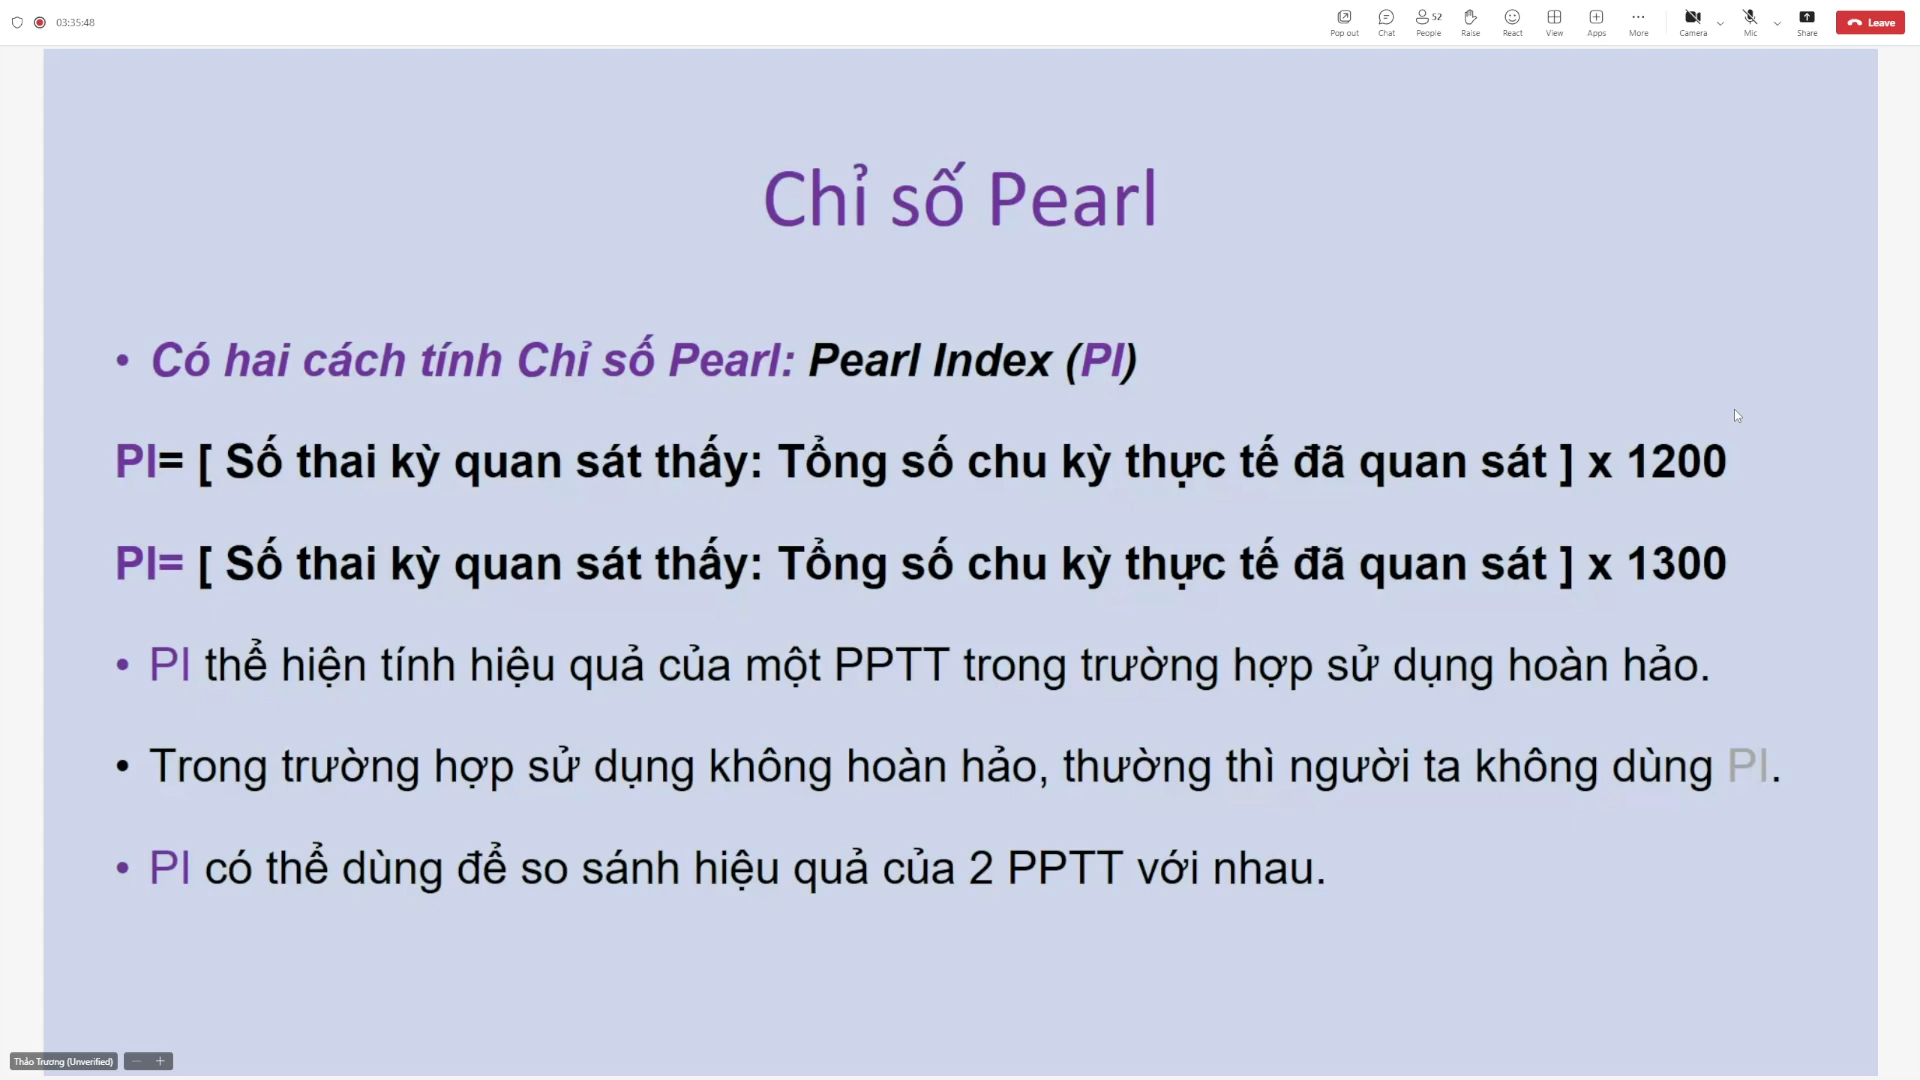 03:35:48
Pop out
Chat
52
People
Raise
React
View
Apps
More
Camera
Mic
Share
Leave
Chỉ số Pearl
• Có hai cách tính Chỉ số Pearl: Pearl Index (PI)
PI= [ Số thai kỳ quan sát thấy: Tổng số chu kỳ thực tế đã quan sát ] x 1200
PI= [ Số thai kỳ quan sát thấy: Tổng số chu kỳ thực tế đã quan sát ] x 1300
• PI thể hiện tính hiệu quả của một PPTT trong trường hợp sử dụng hoàn hảo.
• Trong trường hợp sử dụng không hoàn hảo, thường thì người ta không dùng PI.
• PI có thể dùng để so sánh hiệu quả của 2 PPTT với nhau.
Thảo Trương (Unverified)